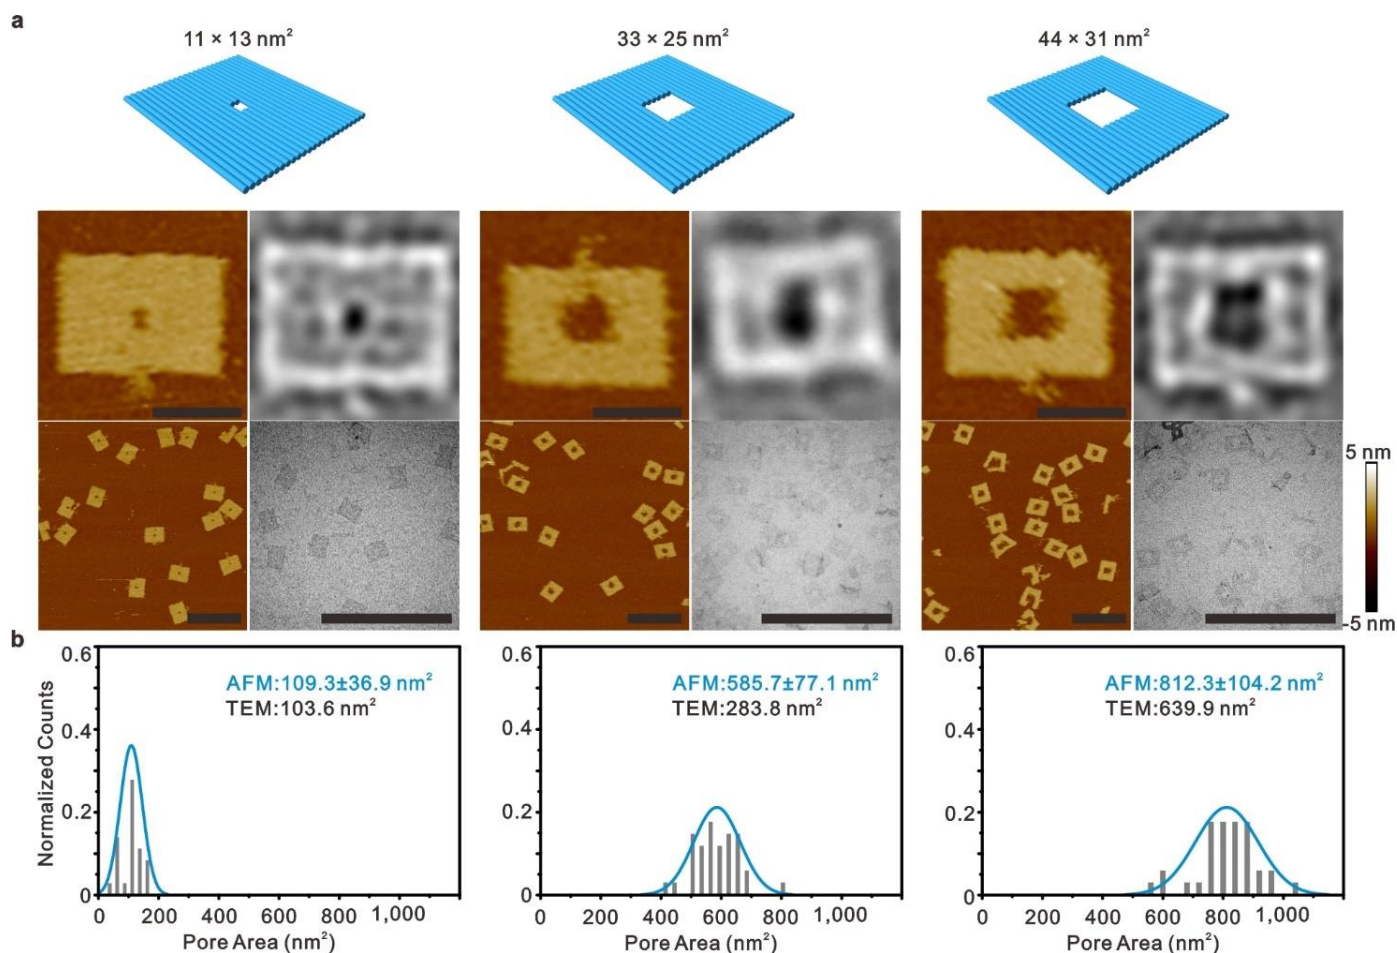 a
11 × 13 nm²
33 × 25 nm²
44 × 31 nm²
5 nm
-5 nm
b
0.6
0.4
0.2
0
Normalized Counts
AFM:109.3±36.9 nm²
TEM:103.6 nm²
0 200 400 600 800 1,000
Pore Area (nm²)
0.6
0.4
0.2
0
AFM:585.7±77.1 nm²
TEM:283.8 nm²
0 200 400 600 800 1,000
Pore Area (nm²)
0.6
0.4
0.2
0
AFM:812.3±104.2 nm²
TEM:639.9 nm²
0 200 400 600 800 1,000
Pore Area (nm²)